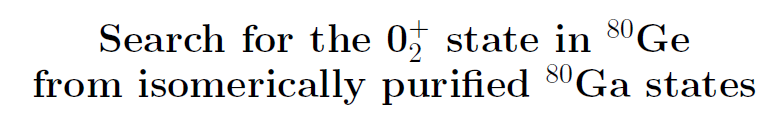 Search for the 0₂⁺ state in ⁸⁰Ge
from isomerically purified ⁸⁰Ga states